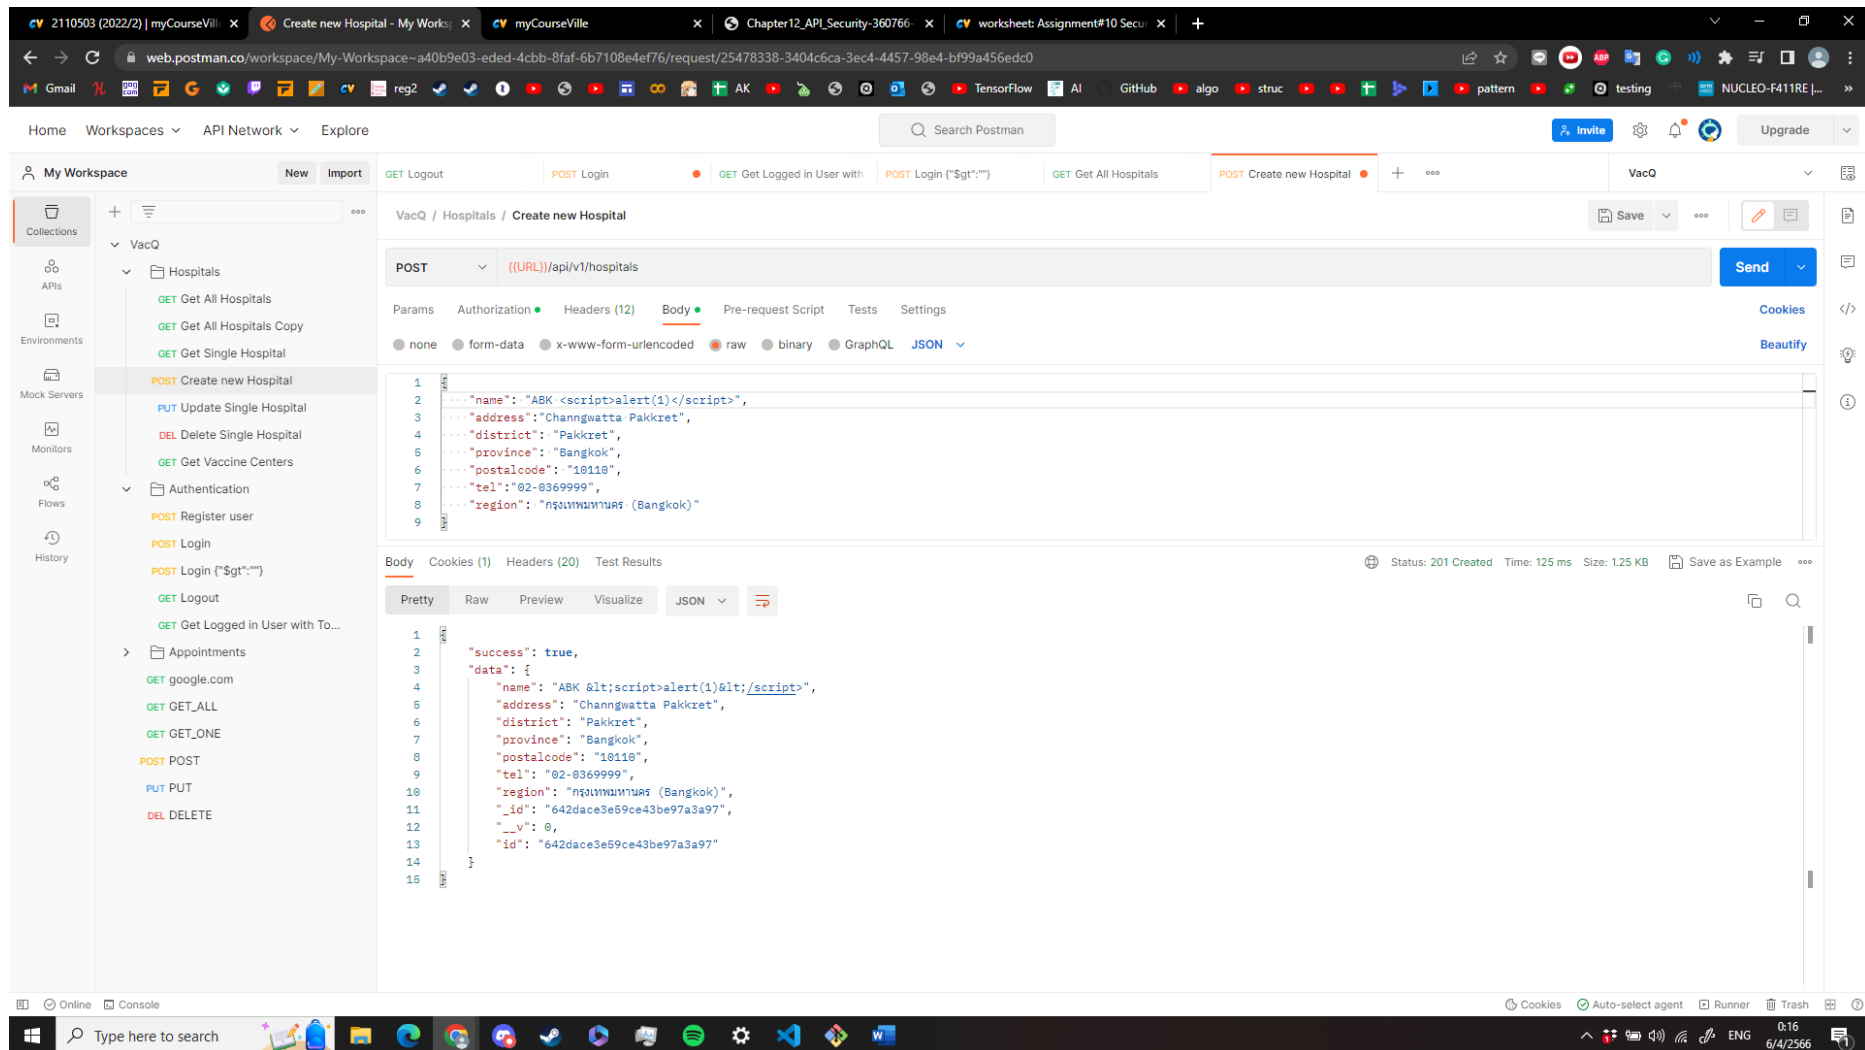 2110503 (2022/2) | myCourseVill
Create new Hospital - My Worksp
myCourseVille
Chapter12_API_Security-360766-
worksheet: Assignment#10 Secu
web.postman.co/workspace/My-Workspace~a40b9e03-eded-4cbb-8faf-6b7108e4ef76/request/25478338-3404c6ca-3ec4-4457-98e4-bf99a456edc0
Gmail
reg2
AK
TensorFlow
AI
GitHub
algo
struc
pattern
testing
NUCLEO-F411RE |...
Home Workspaces API Network Explore
Search Postman
Invite
Upgrade
My Workspace
New Import
GET Logout
POST Login
GET Get Logged in User with
POST Login {"$gt":""}
GET Get All Hospitals
POST Create new Hospital
VacQ
Collections
APIs
Environments
Mock Servers
Monitors
Flows
History
VacQ
Hospitals
GET Get All Hospitals
GET Get All Hospitals Copy
GET Get Single Hospital
POST Create new Hospital
PUT Update Single Hospital
DEL Delete Single Hospital
GET Get Vaccine Centers
Authentication
POST Register user
POST Login
POST Login {"$gt":""}
GET Logout
GET Get Logged in User with To...
Appointments
GET google.com
GET GET_ALL
GET GET_ONE
POST POST
PUT PUT
DEL DELETE
VacQ / Hospitals / Create new Hospital
Save
POST
{{URL}}/api/v1/hospitals
Send
Params Authorization Headers (12) Body Pre-request Script Tests Settings
Cookies
none form-data x-www-form-urlencoded raw binary GraphQL JSON
Beautify
1 {
2 "name": "ABK <script>alert(1)</script>",
3 "address":"Channgwatta Pakkret",
4 "district": "Pakkret",
5 "province": "Bangkok",
6 "postalcode": "10110",
7 "tel":"02-0369999",
8 "region": "กรุงเทพมหานคร (Bangkok)"
9 }
Body Cookies (1) Headers (20) Test Results
Status: 201 Created Time: 125 ms Size: 1.25 KB Save as Example
Pretty Raw Preview Visualize JSON
1 {
2 "success": true,
3 "data": {
4 "name": "ABK &lt;script>alert(1)&lt;/script>",
5 "address": "Channgwatta Pakkret",
6 "district": "Pakkret",
7 "province": "Bangkok",
8 "postalcode": "10110",
9 "tel": "02-0369999",
10 "region": "กรุงเทพมหานคร (Bangkok)",
11 "_id": "642dace3e59ce43be97a3a97",
12 "__v": 0,
13 "id": "642dace3e59ce43be97a3a97"
14 }
15 }
Online Console
Cookies Auto-select agent Runner Trash
Type here to search
ENG
0:16
6/4/2566